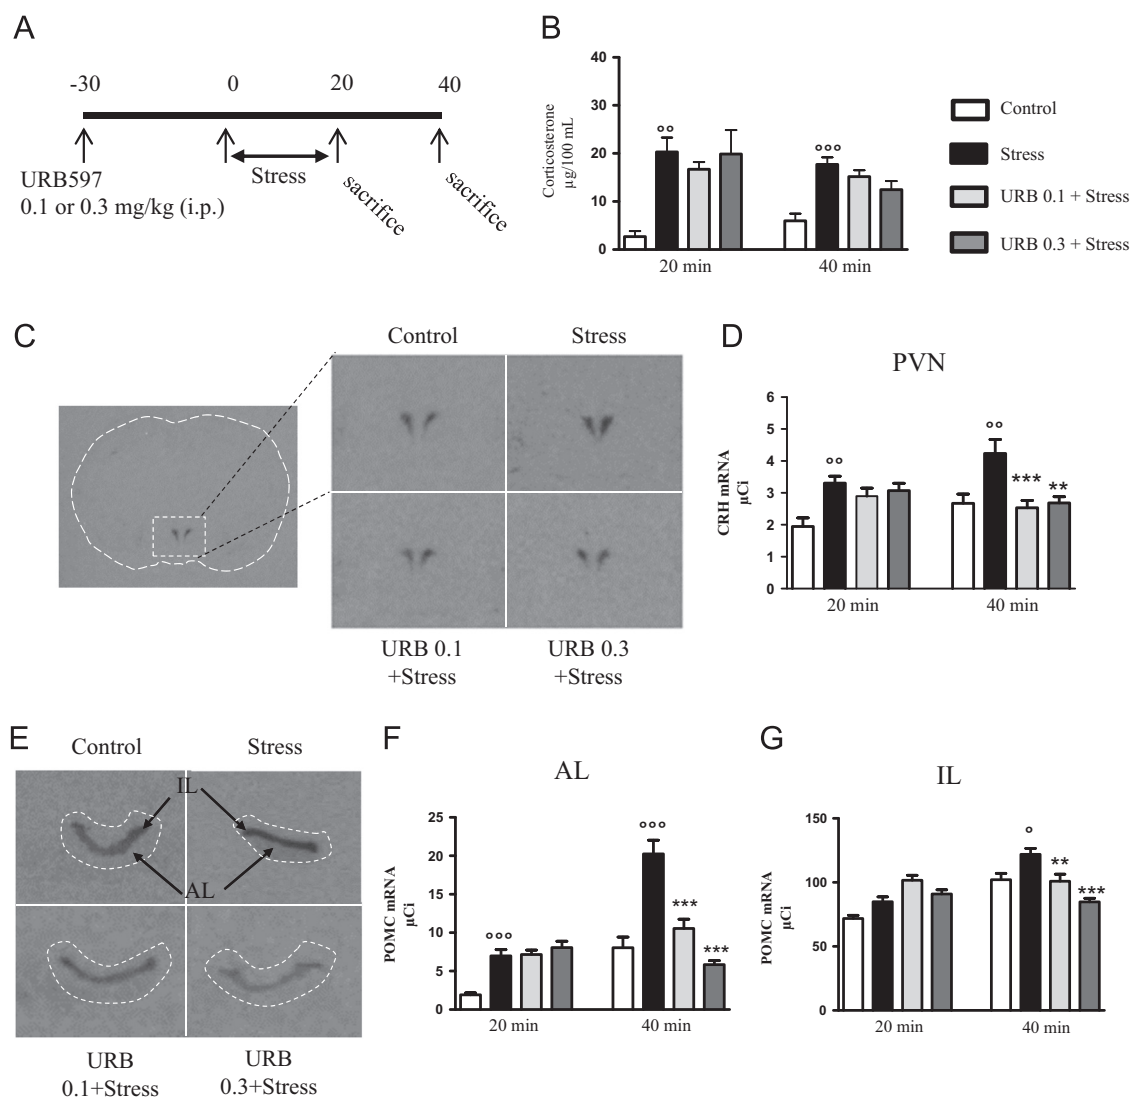 A
-30
0
20
40
Stress
sacrifice
sacrifice
URB597
0.1 or 0.3 mg/kg (i.p.)
B
Corticosterone
µg/100 mL
40
30
20
10
0
°°
°°°
20 min
40 min
Control
Stress
URB 0.1 + Stress
URB 0.3 + Stress
C
Control
Stress
URB 0.1
+Stress
URB 0.3
+Stress
D
PVN
CRH mRNA
µCi
6
5
4
3
2
1
0
°°
°°
***
**
20 min
40 min
E
Control
Stress
IL
AL
URB
0.1+Stress
URB
0.3+Stress
F
AL
POMC mRNA
µCi
25
20
15
10
5
0
°°°
°°°
***
***
20 min
40 min
G
IL
POMC mRNA
µCi
150
100
50
0
°
**
***
20 min
40 min